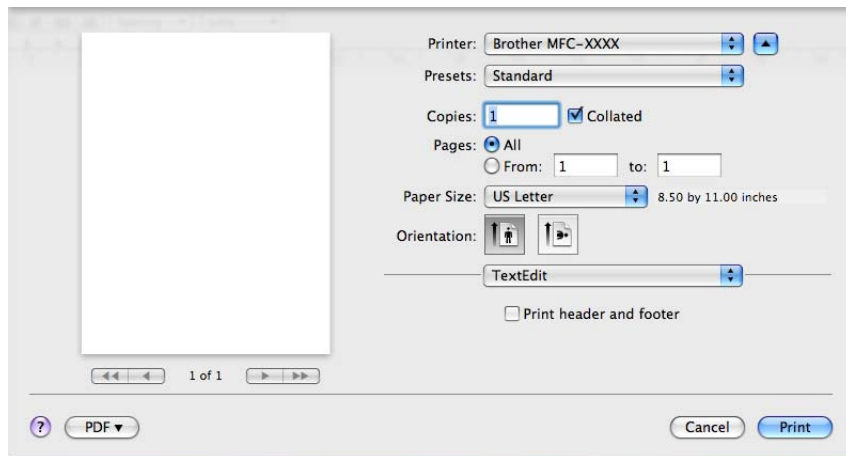 Printer: Brother MFC-XXXX
Presets: Standard
Copies: 1 Collated
Pages: All
From: 1 to: 1
Paper Size: US Letter 8.50 by 11.00 inches
Orientation:
TextEdit
Print header and footer
1 of 1
? PDF▼ Cancel Print